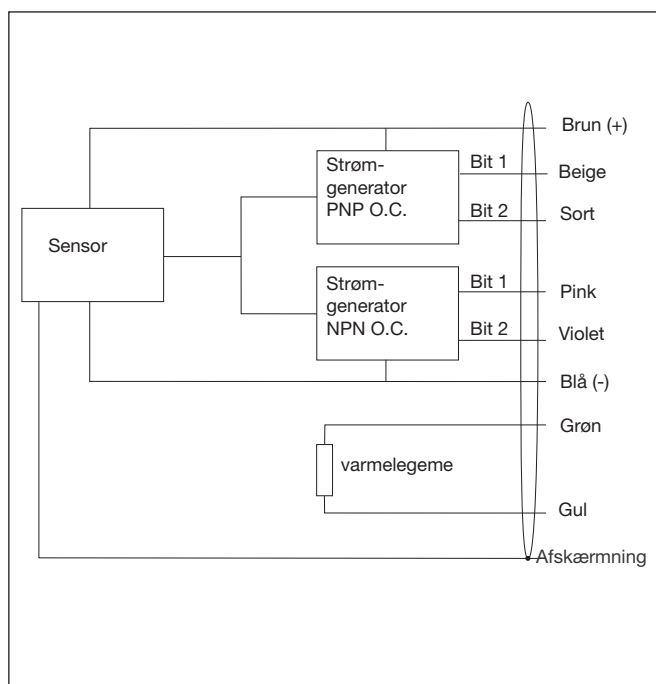 Brun (+)
Strøm-
generator
PNP O.C.
Bit 1
Beige
Bit 2
Sort
Sensor
Strøm-
generator
NPN O.C.
Bit 1
Pink
Bit 2
Violet
Blå (-)
Grøn
varmelegeme
Gul
Afskærmning